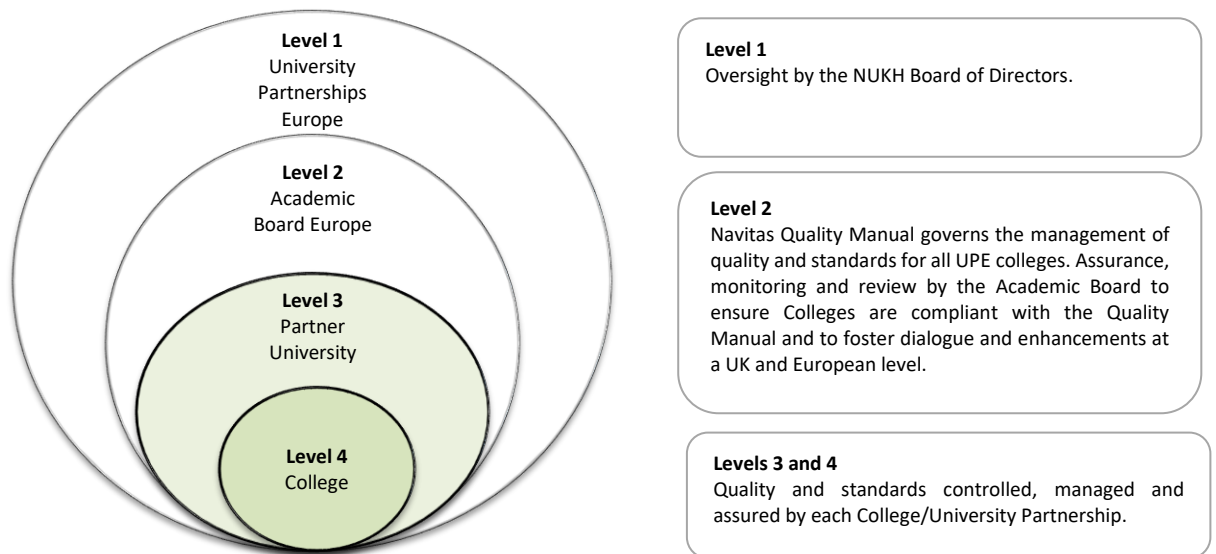 Level 1
University
Partnerships
Europe
Level 2
Academic
Board Europe
Level 3
Partner
University
Level 4
College
Level 1
Oversight by the NUKH Board of Directors.
Level 2
Navitas Quality Manual governs the management of
quality and standards for all UPE colleges. Assurance,
monitoring and review by the Academic Board to
ensure Colleges are compliant with the Quality
Manual and to foster dialogue and enhancements at
a UK and European level.
Levels 3 and 4
Quality and standards controlled, managed and
assured by each College/University Partnership.